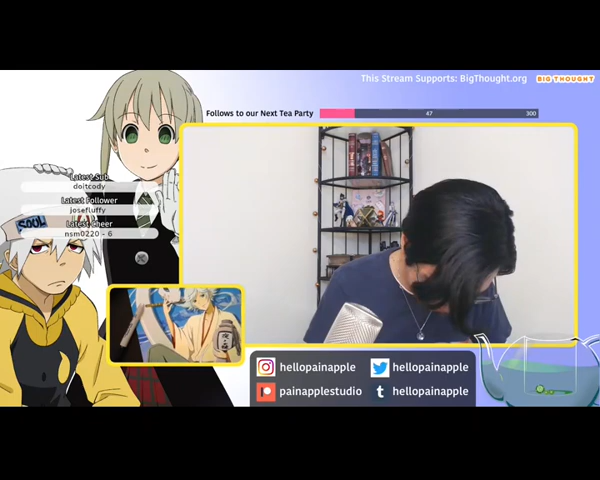 This Stream Supports: BigThought.org
BIG THOUGHT
Follows to our Next Tea Party
47
300
Latest Sub
doitcody
Latest Follower
josefluffy
Latest Cheer
nsm0220 - 6
SOUL
hellopainapple
hellopainapple
painapplestudio
hellopainapple